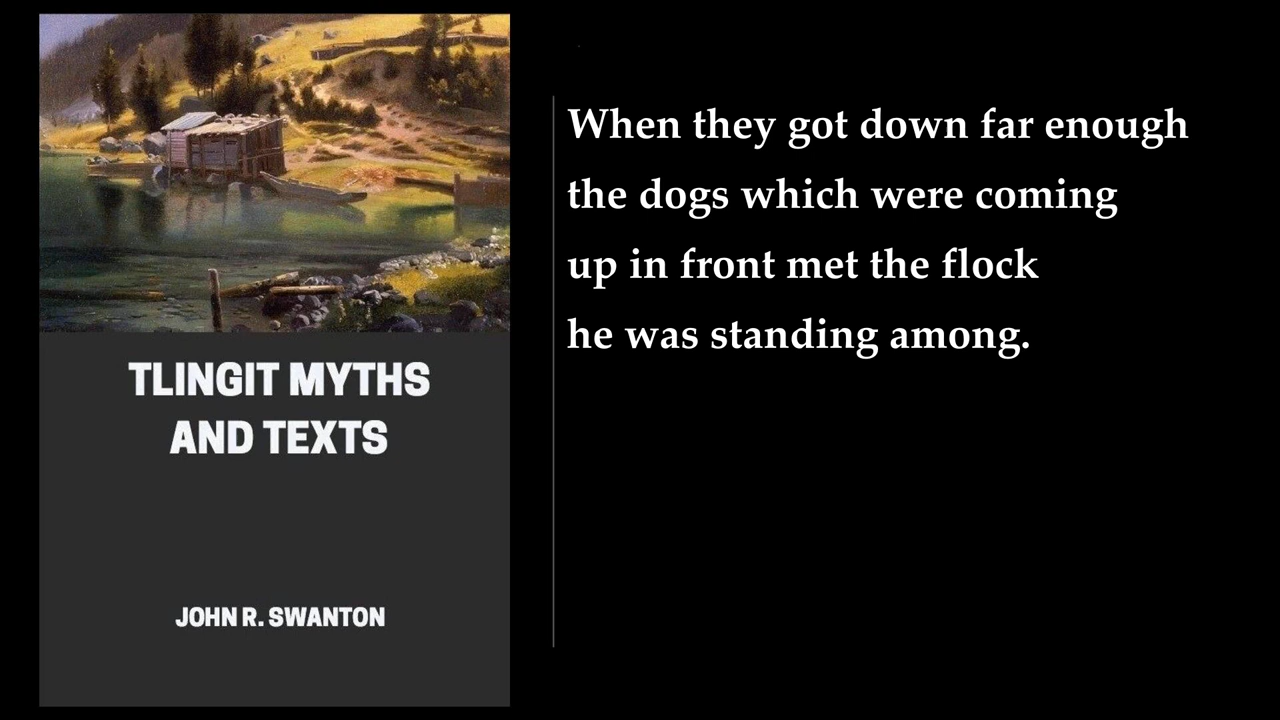 TLINGIT MYTHS
AND TEXTS
JOHN R. SWANTON
When they got down far enough
the dogs which were coming
up in front met the flock
he was standing among.